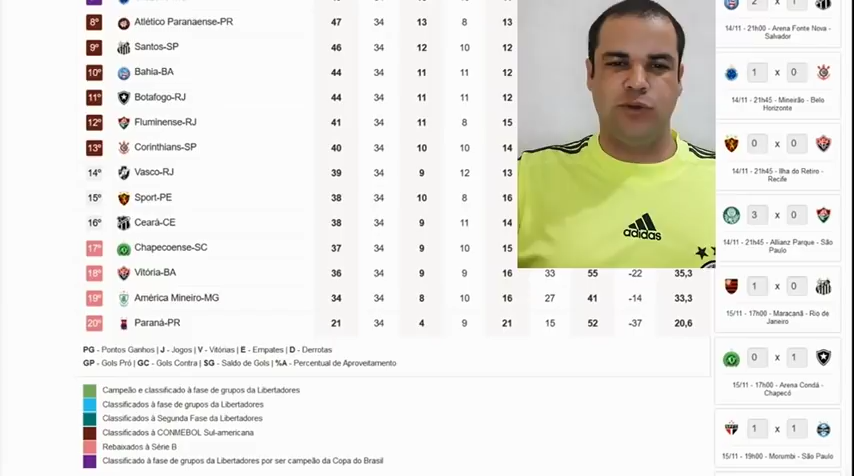 8º Atlético Paranaense-PR 47 34 13 8 13
9º Santos-SP 46 34 12 10 12
10º Bahia-BA 44 34 11 11 12
11º Botafogo-RJ 44 34 11 11 12
12º Fluminense-RJ 41 34 11 8 15
13º Corinthians-SP 40 34 10 10 14
14º Vasco-RJ 39 34 9 12 13
15º Sport-PE 38 34 10 8 16
16º Ceará-CE 38 34 9 11 14
17º Chapecoense-SC 37 34 9 10 15
18º Vitória-BA 36 34 9 9 16 33 55 -22 35,3
19º América Mineiro-MG 34 34 8 10 16 27 41 -14 33,3
20º Paraná-PR 21 34 4 9 21 15 52 -37 20,6
PG - Pontos Ganhos | J - Jogos | V - Vitórias | E - Empates | D - Derrotas
GP - Gols Pró | GC - Gols Contra | SG - Saldo de Gols | %A - Percentual de Aproveitamento
Campeão e classificado à fase de grupos da Libertadores
Classificados à fase de grupos da Libertadores
Classificados à Segunda Fase da Libertadores
Classificados à CONMEBOL Sul-americana
Rebaixados à Série B
Classificado à fase de grupos da Libertadores por ser campeão da Copa do Brasil
adidas
2 x 1
14/11 - 21h00 - Arena Fonte Nova -
Salvador
1 x 0
14/11 - 21h45 - Mineirão - Belo
Horizonte
0 x 0
14/11 - 21h45 - Ilha do Retiro -
Recife
3 x 0
14/11 - 21h45 - Allianz Parque - São
Paulo
1 x 0
15/11 - 17h00 - Maracanã - Rio de
Janeiro
0 x 1
15/11 - 17h00 - Arena Condá -
Chapecó
1 x 1
15/11 - 19h00 - Morumbi - São Paulo